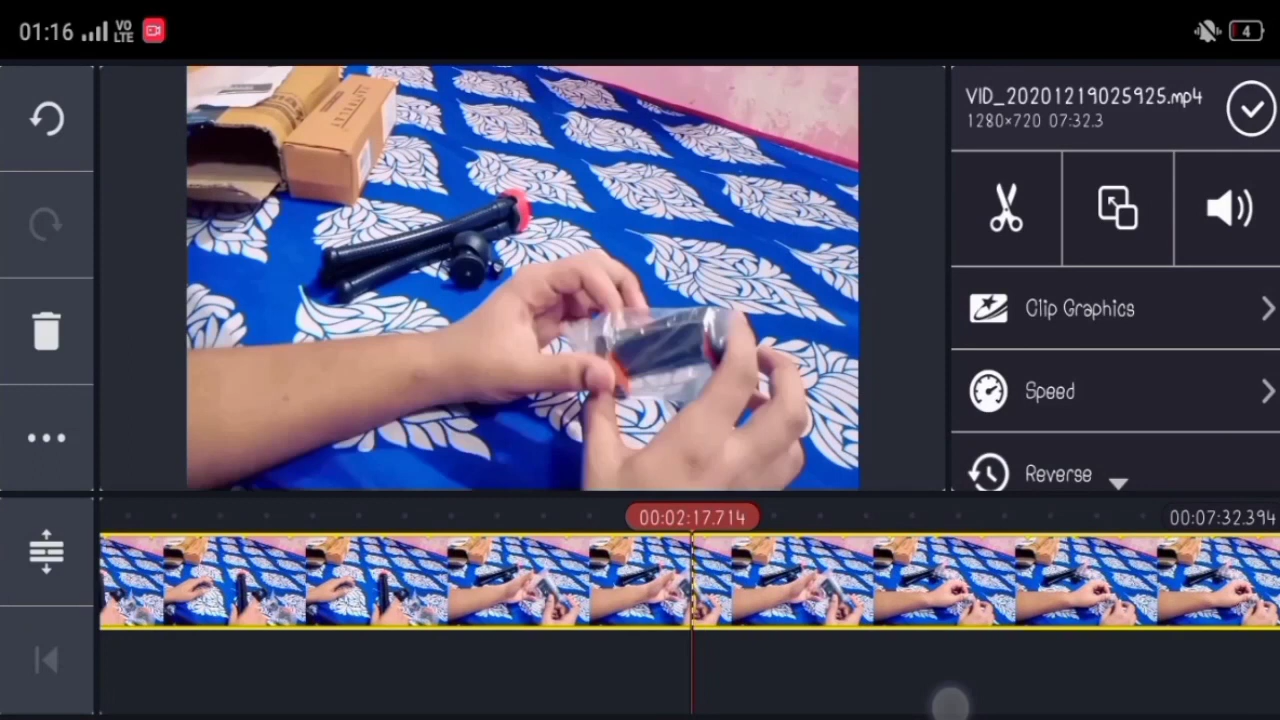 01:16 VO LTE 4
VID_20201219025925.mp4
1280×720 07:32.3
Clip Graphics
Speed
Reverse
00:02:17.714
00:07:32.394